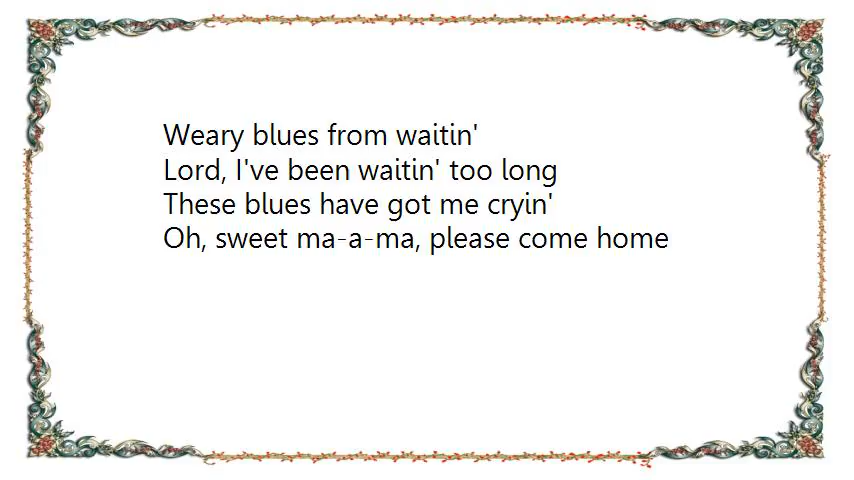 Weary blues from waitin'
Lord, I've been waitin' too long
These blues have got me cryin'
Oh, sweet ma-a-ma, please come home